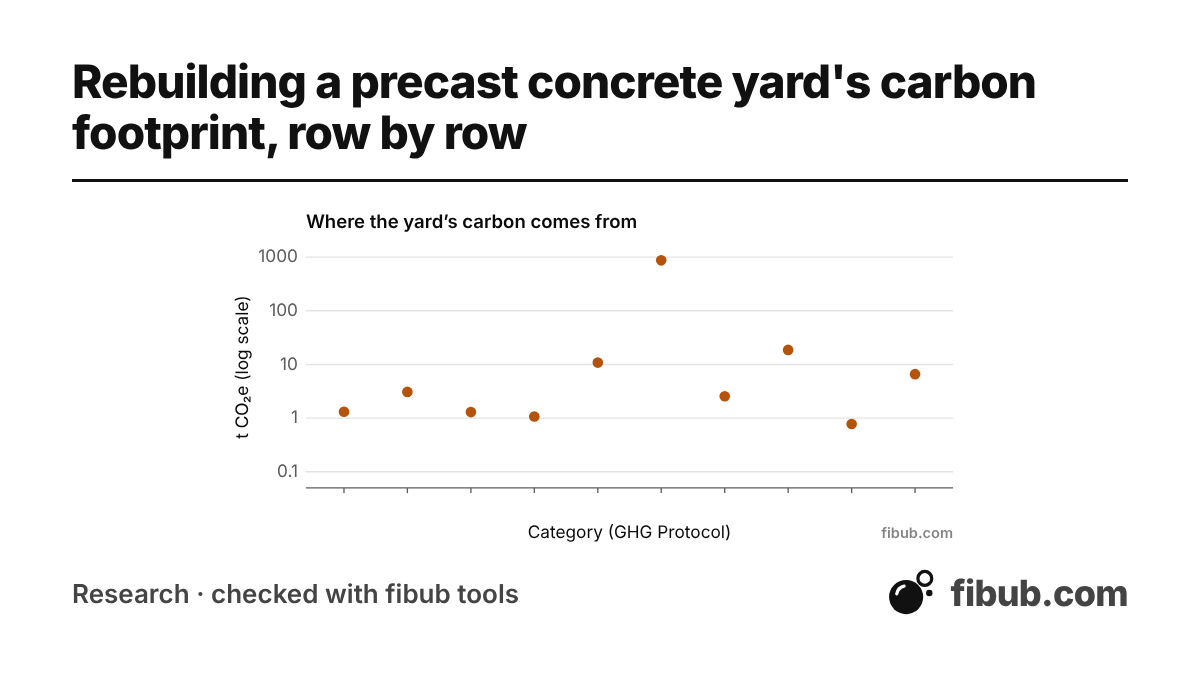 Rebuilding a precast concrete yard's carbon
footprint, row by row
Where the yard’s carbon comes from
1000
100
10
1
0.1
t CO₂e (log scale)
Category (GHG Protocol)
fibub.com
Research · checked with fibub tools
fibub.com